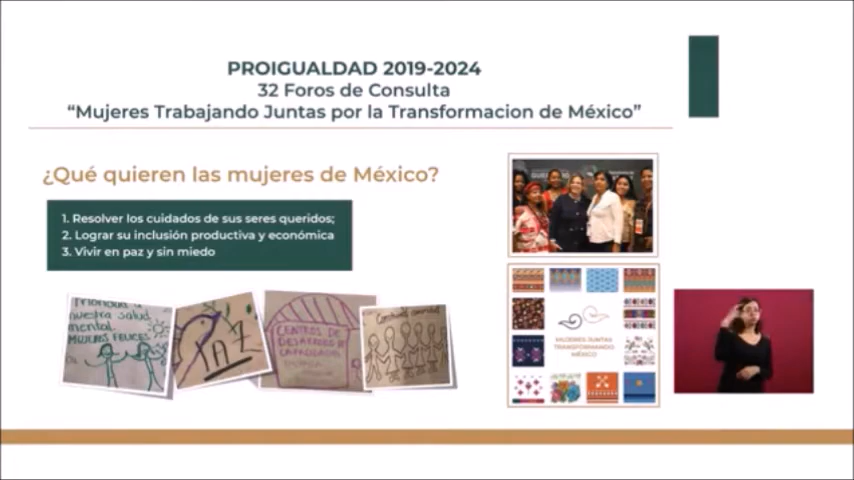 PROIGUALDAD 2019-2024
32 Foros de Consulta
“Mujeres Trabajando Juntas por la Transformacion de México”
¿Qué quieren las mujeres de México?
1. Resolver los cuidados de sus seres queridos;
2. Lograr su inclusión productiva y económica
3. Vivir en paz y sin miedo
nuestra salud
mental.
MUJERES FELICES
PAZ
CENTROS DE
DESARROLLO DE
CAPACIDADES
MUJERES JUNTAS
TRANSFORMANDO
MÉXICO